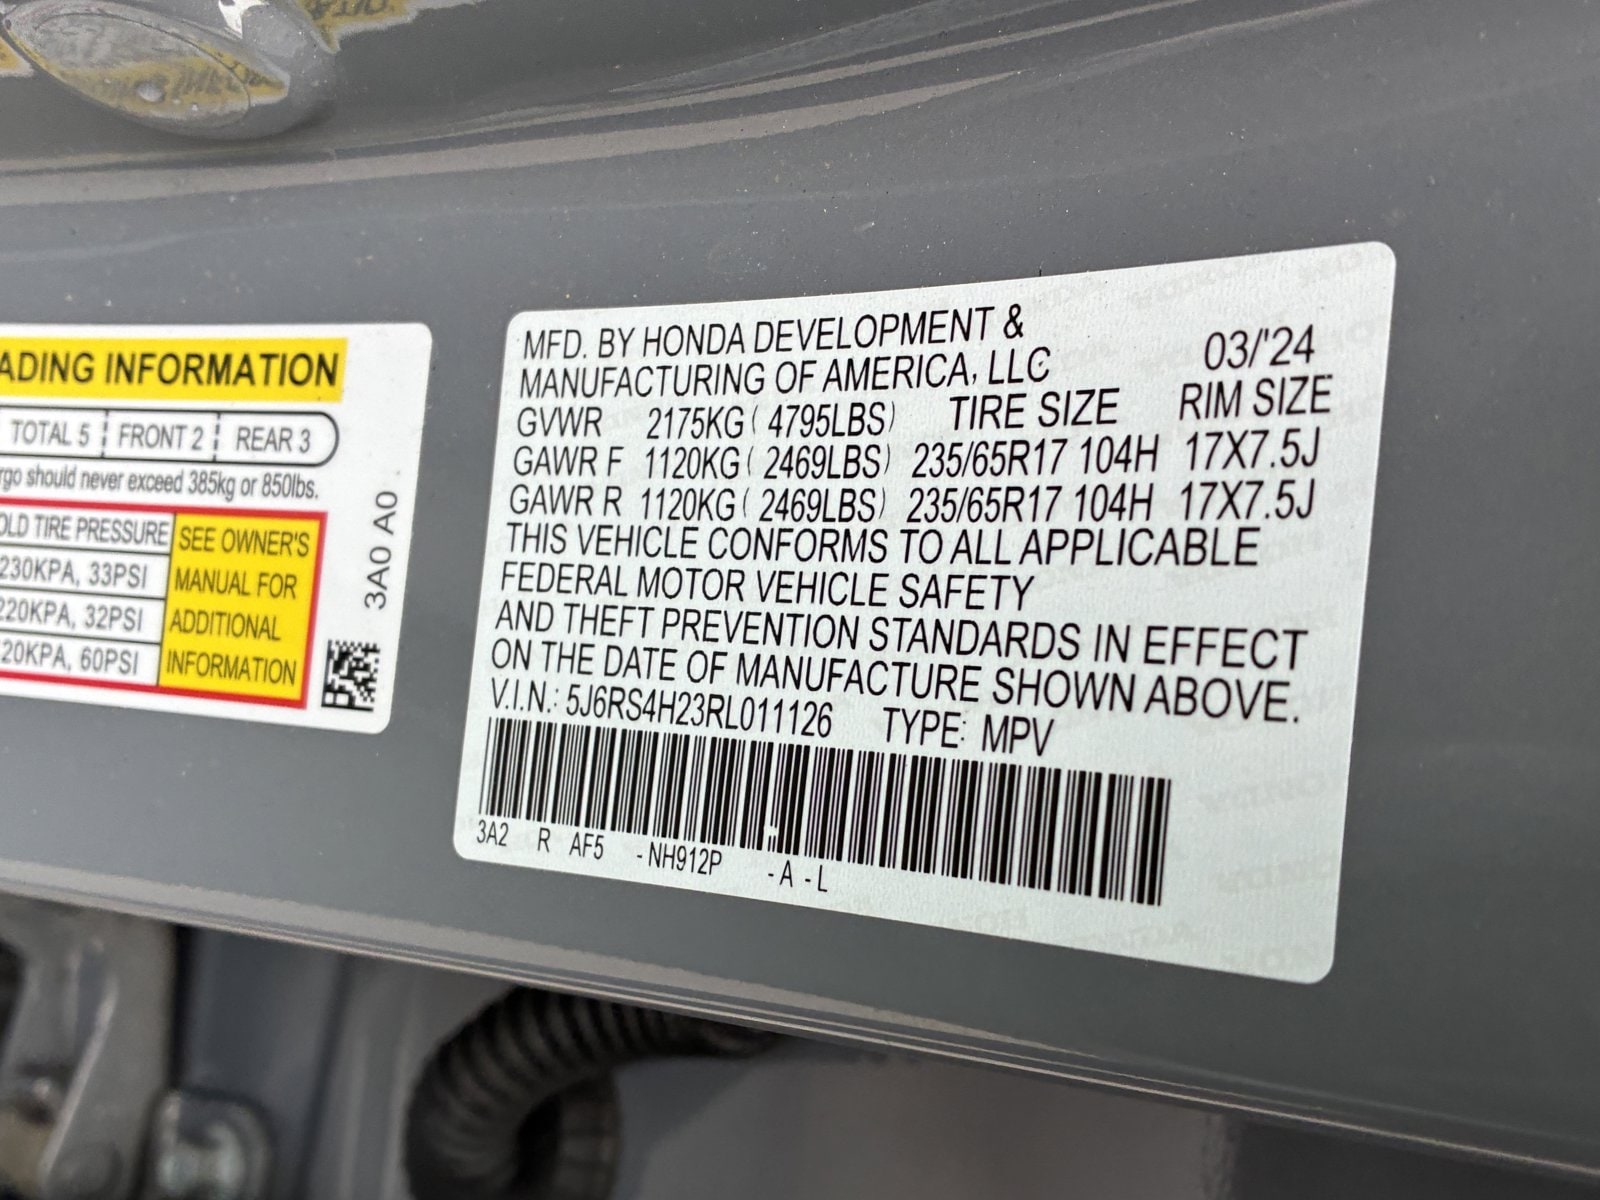 ADING INFORMATION
TOTAL 5 FRONT 2 REAR 3
rgo should never exceed 385kg or 850lbs.
OLD TIRE PRESSURE
230KPA, 33PSI
220KPA, 32PSI
20KPA, 60PSI
SEE OWNER'S
MANUAL FOR
ADDITIONAL
INFORMATION
3A0 A0
MFD. BY HONDA DEVELOPMENT &
MANUFACTURING OF AMERICA, LLC 03/'24
GVWR 2175KG ( 4795LBS) TIRE SIZE RIM SIZE
GAWR F 1120KG ( 2469LBS) 235/65R17 104H 17X7.5J
GAWR R 1120KG ( 2469LBS) 235/65R17 104H 17X7.5J
THIS VEHICLE CONFORMS TO ALL APPLICABLE
FEDERAL MOTOR VEHICLE SAFETY
AND THEFT PREVENTION STANDARDS IN EFFECT
ON THE DATE OF MANUFACTURE SHOWN ABOVE.
V.I.N.: 5J6RS4H23RL011126 TYPE: MPV
3A2 R AF5 -NH912P -A -L